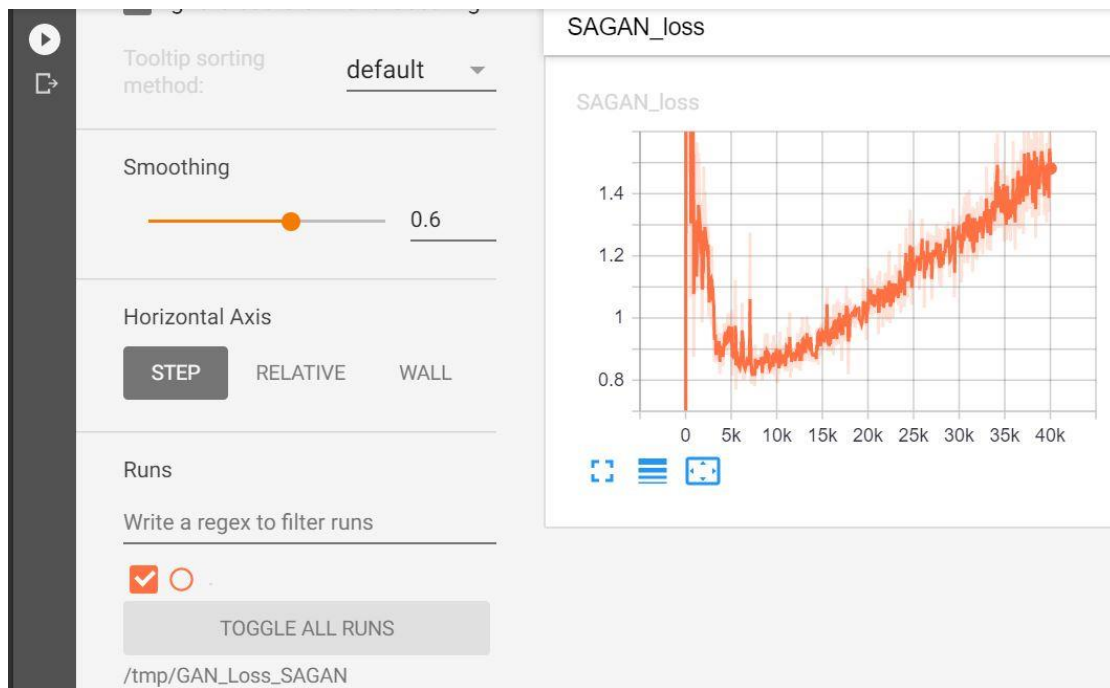 SAGAN_loss
Tooltip sorting
method:
default
SAGAN_loss
Smoothing
0.6
1.4
1.2
1
0.8
0 5k 10k 15k 20k 25k 30k 35k 40k
Horizontal Axis
STEP RELATIVE WALL
Runs
Write a regex to filter runs
.
TOGGLE ALL RUNS
/tmp/GAN_Loss_SAGAN